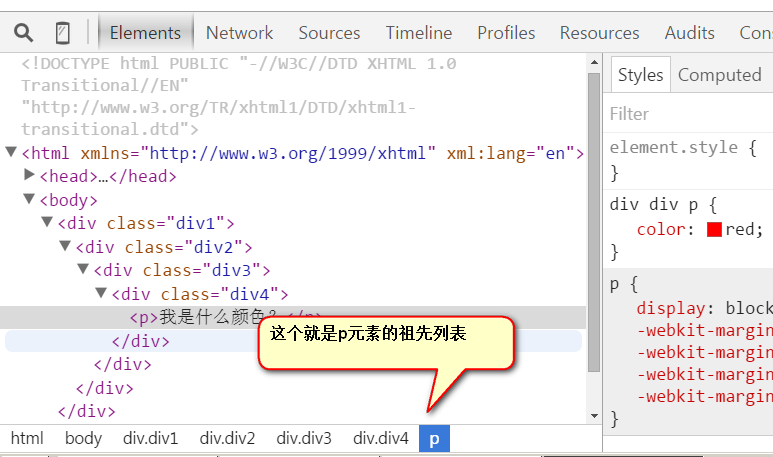 Elements Network Sources Timeline Profiles Resources Audits
<!DOCTYPE html PUBLIC "-//W3C//DTD XHTML 1.0
Transitional//EN"
"http://www.w3.org/TR/xhtml1/DTD/xhtml1-
transitional.dtd">
<html xmlns="http://www.w3.org/1999/xhtml" xml:lang="en">
<head>…</head>
<body>
<div class="div1">
<div class="div2">
<div class="div3">
<div class="div4">
<p>我是什么颜色?</p>
</div>
</div>
</div>
</div>
这个就是p元素的祖先列表
html body div.div1 div.div2 div.div3 div.div4 p
Styles Computed
Filter
element.style {
}
div div p {
color: red;
}
p {
display: block
-webkit-margin
-webkit-margin
-webkit-margin
-webkit-margin
}